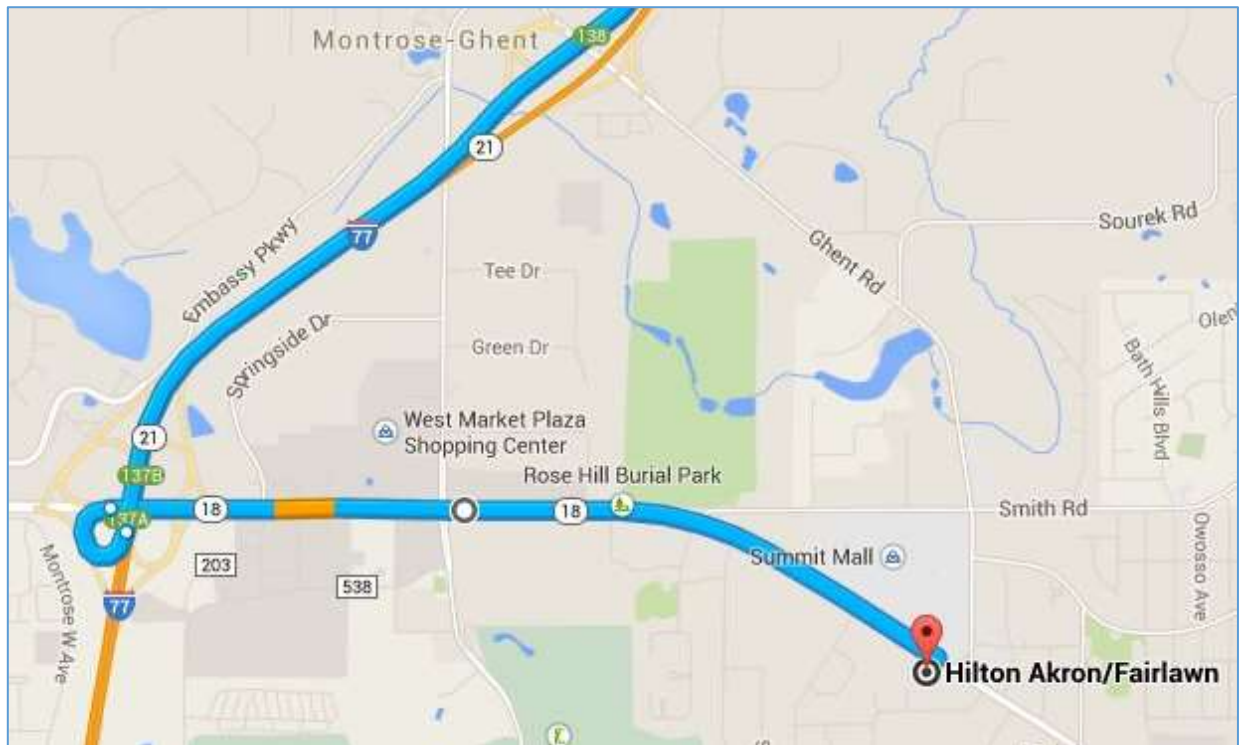 Montrose-Ghent
138
21
77
Embassy Pkwy
Ghent Rd
Sourek Rd
Tee Dr
Springside Dr
Green Dr
Bath Hills Blvd
West Market Plaza
Shopping Center
21
137B
Rose Hill Burial Park
137A
18
18
Smith Rd
Owosso Ave
Summit Mall
203
538
Montrose W Ave
77
Hilton Akron/Fairlawn